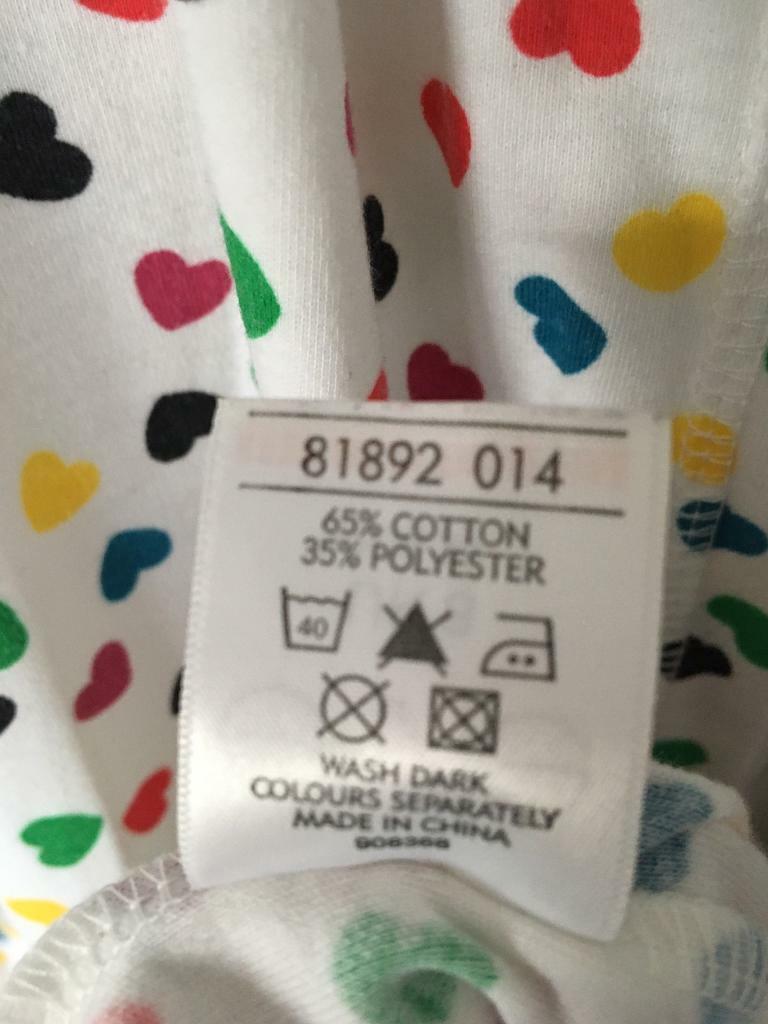 81892 014
65% COTTON
35% POLYESTER
40
WASH DARK
COLOURS SEPARATELY
MADE IN CHINA